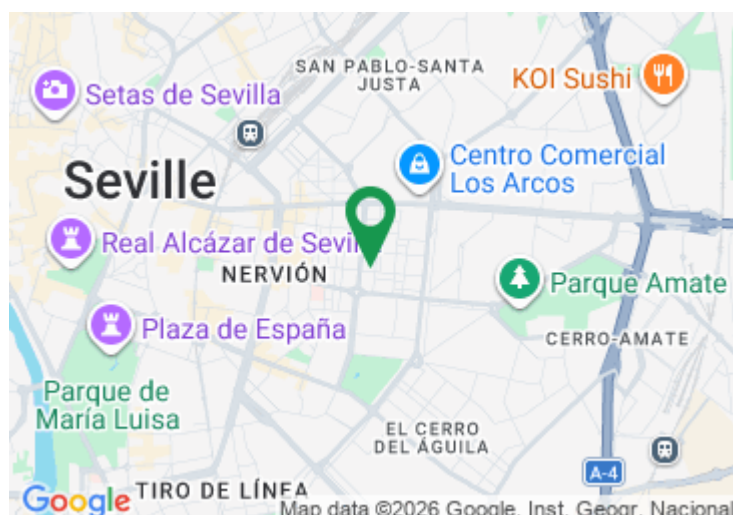 SAN PABLO-SANTA
JUSTA
KOI Sushi
Setas de Sevilla
Centro Comercial
Los Arcos
Seville
Real Alcázar de Sevill
NERVIÓN
Parque Amate
Plaza de España
CERRO-AMATE
Parque de
María Luisa
EL CERRO
DEL ÁGUILA
A-4
TIRO DE LÍNEA
Google
Map data ©2026 Google, Inst. Geogr. Nacional